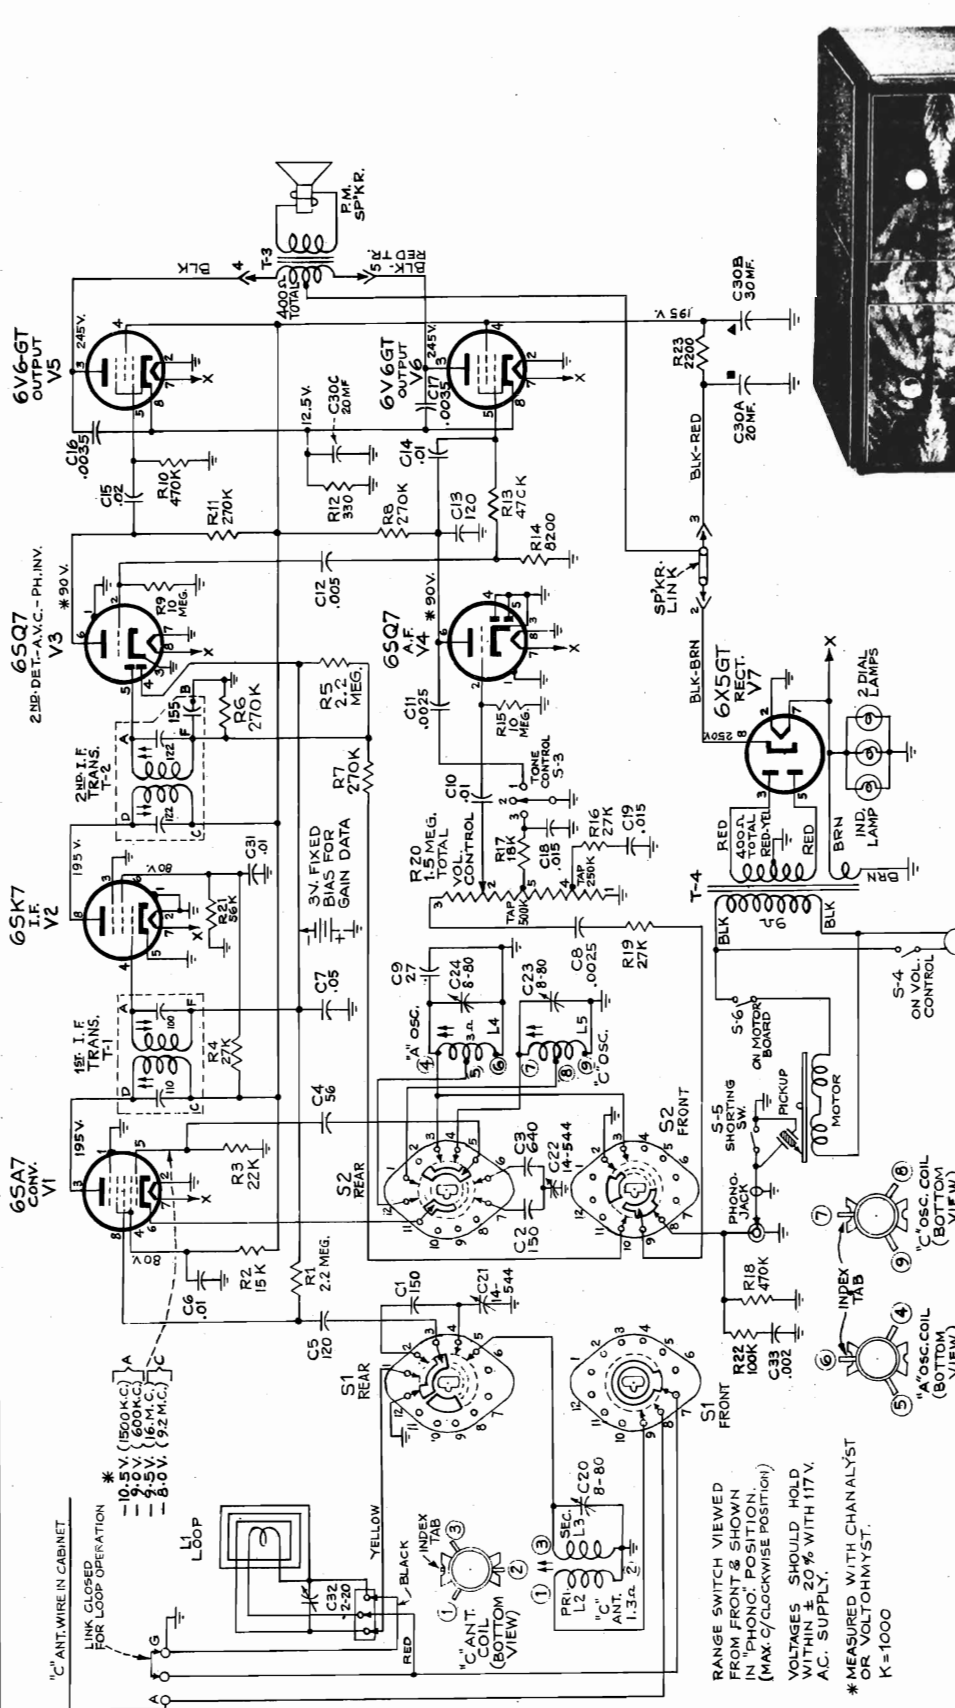 "C" ANT. WIRE IN CABINET
LINK CLOSED
FOR LOOP OPERATION
A
G
*
-10.5 V. (1500 K.C.)
-9.0 V. (600 K.C.)
-9.5 V. (16 M.C.)
-8.0 V. (9.2 M.C.)
A
C
L1
LOOP
C32
2-20
YELLOW
BLACK
RED
6SA7
CONV.
V1
195 V.
80V.
C6
.01
R2
15 K
R3
22K
R1
2.2 MEG.
C5
120
C4
56
1ST I.F.
TRANS.
T-1
D
A
C
F
110
100
R4
27K
6SK7
I.F.
V2
195 V.
80V.
R21
56K
C31
.01
C7
.05
3V. FIXED
BIAS FOR
GAIN DATA
2ND I.F.
TRANS.
T-2
D
A
C
F
B
122
122
155
R6
270K
R7
270K
R5
2.2
MEG.
6SQ7
2ND DET.-A.V.C.-PH.INV.
V3
*90V.
R9
10
MEG.
R11
270K
C12
.005
C15
.02
R10
470K
C16
.0035
6V6-GT
OUTPUT
V5
245V.
12.5V.
C30C
20 MF
R12
330
R8
270K
BLK
T-3
400Ω
TOTAL
P.M.
SP'KR.
BLK-RED TR.
6V6GT
OUTPUT
V6
245V.
C17
.0035
C14
.01
C13
120
R13
47CK
R14
8200
6SQ7
A.F.
V4
*90V.
C11
.0025
R15
10
MEG.
C10
.01
TONE
CONTROL
S-3
R20
1.5 MEG.
TOTAL
VOL.
CONTROL
TAP
500K
TAP
250K
R17
18K
C18
.015
R16
27K
C19
.015
C8
.0025
R19
27K
C9
27
C24
8-80
"A" OSC.
3Ω
L4
C23
8-80
L5
"C" OSC.
S2
REAR
C3
640
C2
150
C22
14-544
S2
FRONT
C1
150
C21
14-
544
S1
REAR
S1
FRONT
INDEX
TAB
"C" ANT.
COIL
(BOTTOM
VIEW)
PRI.
L2
SEC.
L3
"C"
ANT.
1.3Ω
C20
8-80
195 V.
R23
2200
C30B
30 MF.
C30A
20 MF.
BLK-RED
SP'KR.
LINK
BLK-BRN
250V.
6X5GT
RECT.
V7
X
2 DIAL
LAMPS
IND.
LAMP
RED
400Ω
TOTAL
RED-YEL
RED
BRN
BRN
T-4
BLK
9Ω
BLK
S-4
ON VOL.
CONTROL
S-6
ON MOTOR
BOARD
S-5
SHORTING
SW.
PICKUP
MOTOR
PHONO.
JACK
R18
470K
R22
100K
C33
.002
INDEX
TAB
"C" OSC. COIL
(BOTTOM
VIEW)
"A" OSC. COIL
(BOTTOM
VIEW)
RANGE SWITCH VIEWED
FROM FRONT & SHOWN
IN "PHONO." POSITION.
(MAX. C/CLOCKWISE POSITION)
VOLTAGES SHOULD HOLD
WITHIN ± 20% WITH 117 V.
A.C. SUPPLY.
*MEASURED WITH CHANALYST
OR VOLTOHMYST.
K=1000